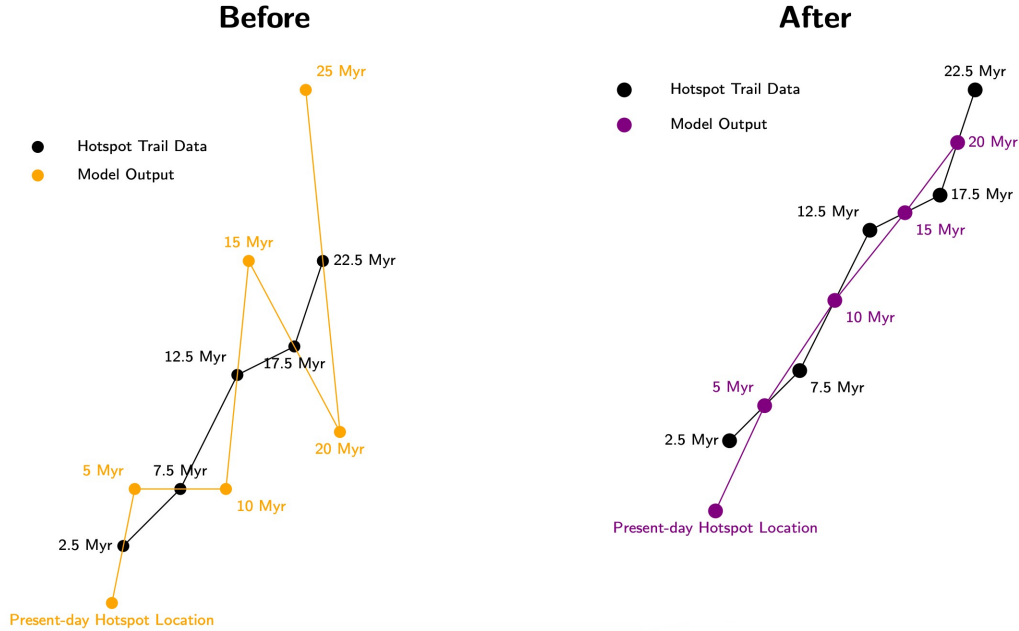 Before
25 Myr
Hotspot Trail Data
Model Output
15 Myr
22.5 Myr
12.5 Myr
17.5 Myr
20 Myr
5 Myr
7.5 Myr
10 Myr
2.5 Myr
Present-day Hotspot Location
After
22.5 Myr
Hotspot Trail Data
Model Output
20 Myr
17.5 Myr
12.5 Myr
15 Myr
10 Myr
5 Myr
7.5 Myr
2.5 Myr
Present-day Hotspot Location